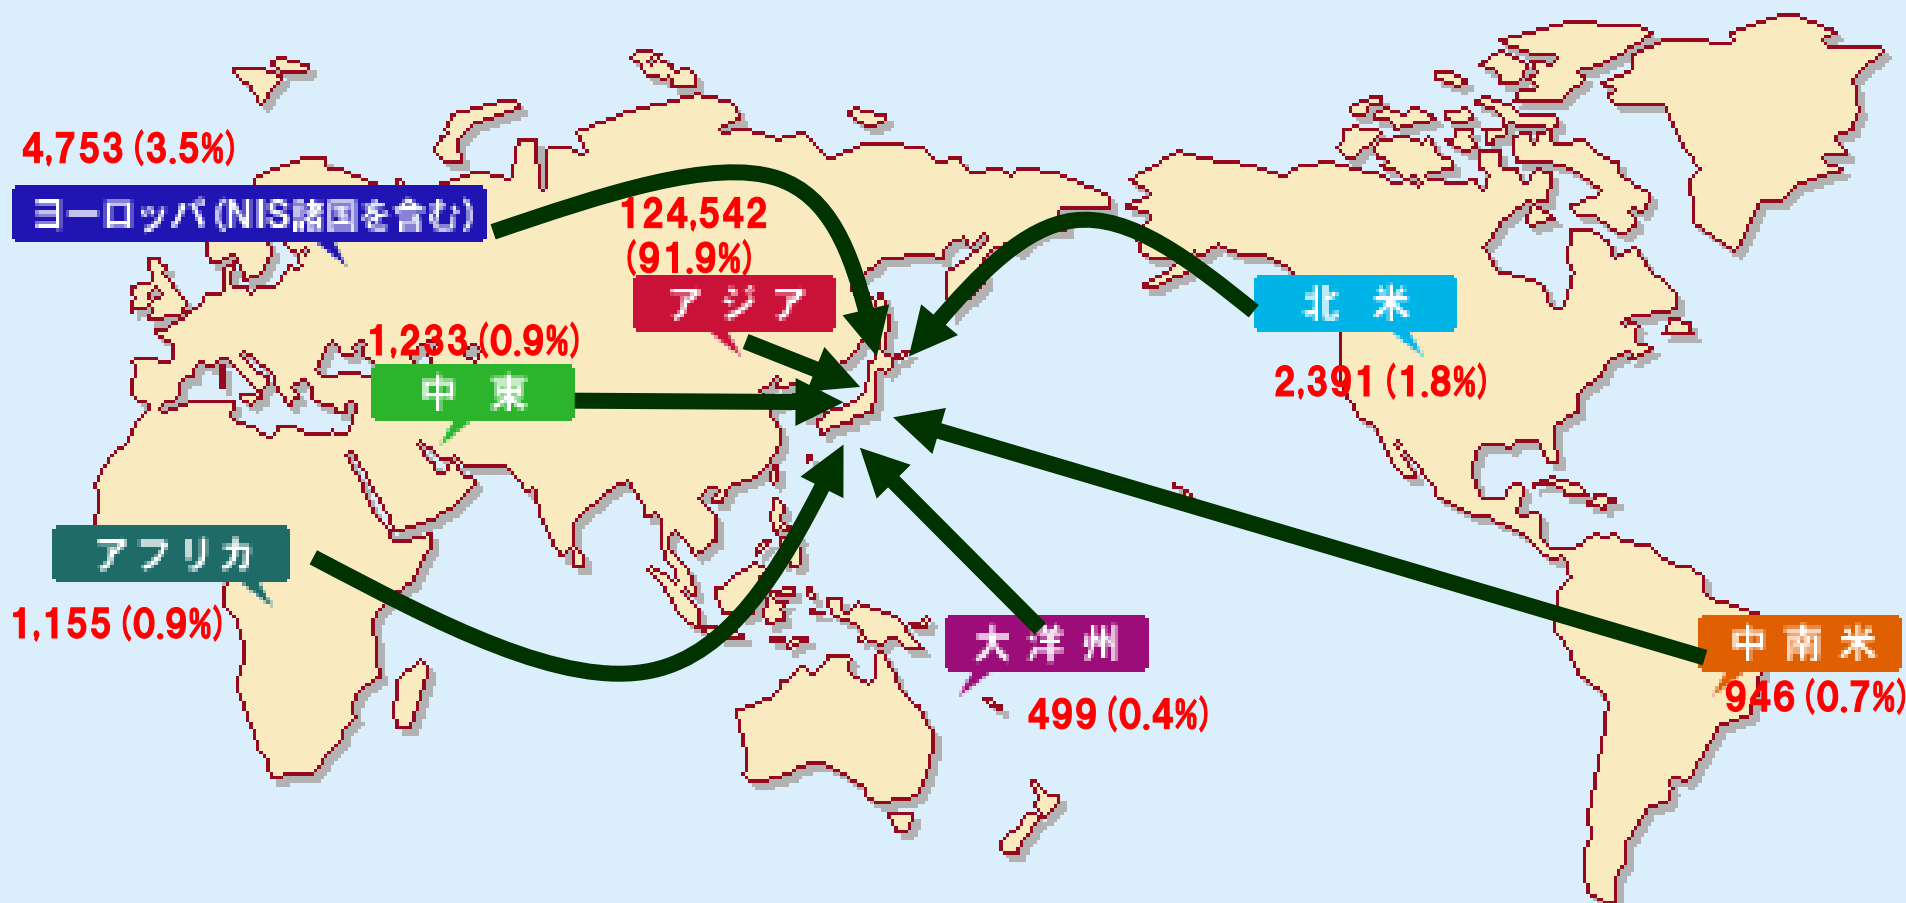 4,753 (3.5%)
ヨーロッパ(NIS諸国を含む)
124,542
(91.9%)
アジア
北 米
2,391 (1.8%)
1,233 (0.9%)
中 東
アフリカ
1,155 (0.9%)
大洋州
499 (0.4%)
中南米
946 (0.7%)